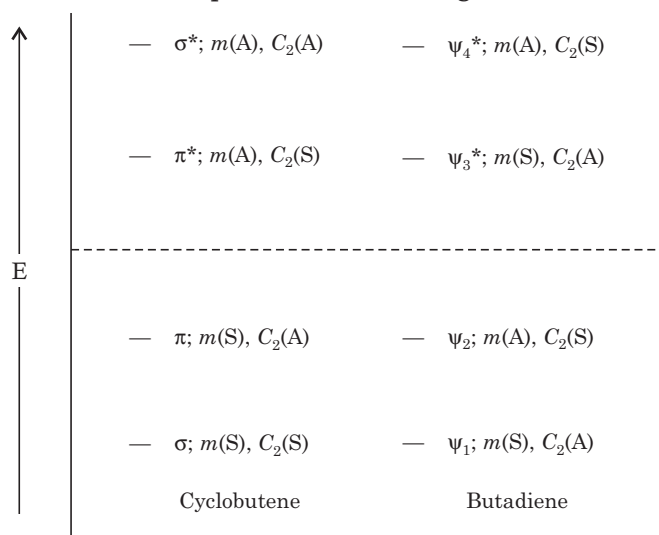 σ*; m(A), C₂(A) ψ₄*; m(A), C₂(S)
π*; m(A), C₂(S) ψ₃*; m(S), C₂(A)
E
π; m(S), C₂(A) ψ₂; m(A), C₂(S)
σ; m(S), C₂(S) ψ₁; m(S), C₂(A)
Cyclobutene Butadiene